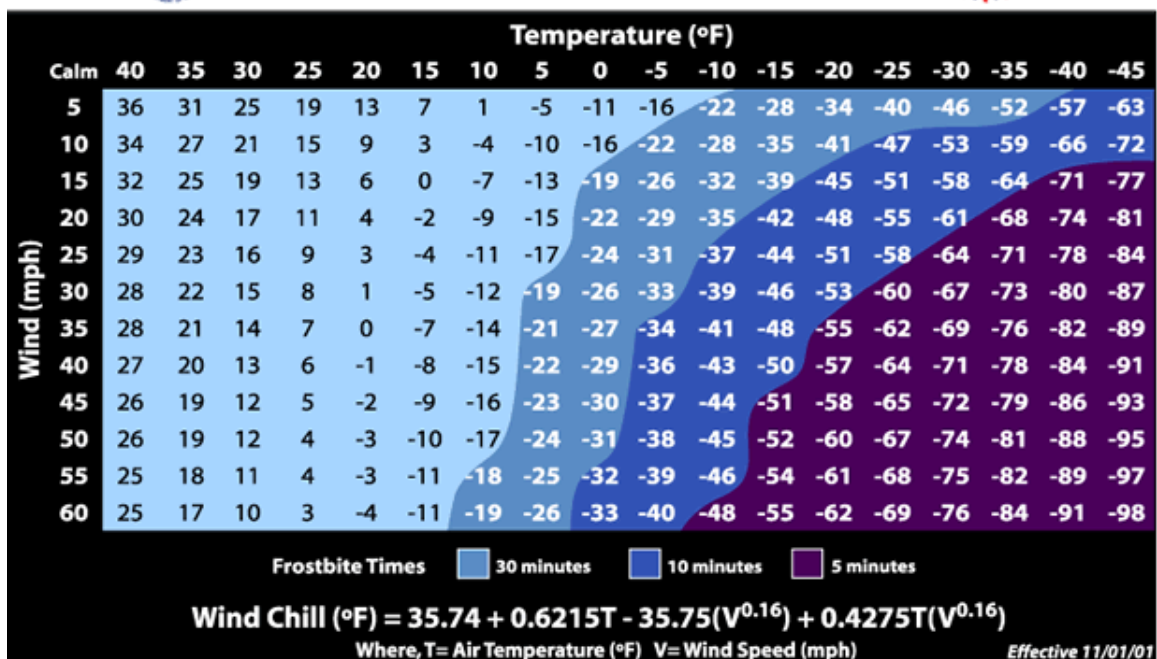 Temperature (ºF)
Calm 40 35 30 25 20 15 10 5 0 -5 -10 -15 -20 -25 -30 -35 -40 -45
Wind (mph)
5 36 31 25 19 13 7 1 -5 -11 -16 -22 -28 -34 -40 -46 -52 -57 -63
10 34 27 21 15 9 3 -4 -10 -16 -22 -28 -35 -41 -47 -53 -59 -66 -72
15 32 25 19 13 6 0 -7 -13 -19 -26 -32 -39 -45 -51 -58 -64 -71 -77
20 30 24 17 11 4 -2 -9 -15 -22 -29 -35 -42 -48 -55 -61 -68 -74 -81
25 29 23 16 9 3 -4 -11 -17 -24 -31 -37 -44 -51 -58 -64 -71 -78 -84
30 28 22 15 8 1 -5 -12 -19 -26 -33 -39 -46 -53 -60 -67 -73 -80 -87
35 28 21 14 7 0 -7 -14 -21 -27 -34 -41 -48 -55 -62 -69 -76 -82 -89
40 27 20 13 6 -1 -8 -15 -22 -29 -36 -43 -50 -57 -64 -71 -78 -84 -91
45 26 19 12 5 -2 -9 -16 -23 -30 -37 -44 -51 -58 -65 -72 -79 -86 -93
50 26 19 12 4 -3 -10 -17 -24 -31 -38 -45 -52 -60 -67 -74 -81 -88 -95
55 25 18 11 4 -3 -11 -18 -25 -32 -39 -46 -54 -61 -68 -75 -82 -89 -97
60 25 17 10 3 -4 -11 -19 -26 -33 -40 -48 -55 -62 -69 -76 -84 -91 -98
Frostbite Times 30 minutes 10 minutes 5 minutes
Wind Chill (ºF) = 35.74 + 0.6215T - 35.75(V^0.16) + 0.4275T(V^0.16)
Where, T= Air Temperature (ºF) V= Wind Speed (mph) Effective 11/01/01